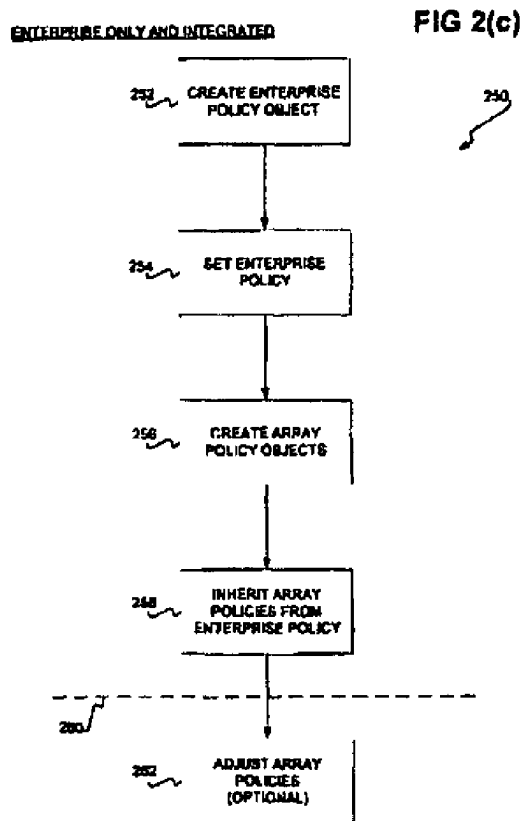 FIG 2(c)
ENTERPRISE ONLY AND INTEGRATED
250
252
CREATE ENTERPRISE
POLICY OBJECT
254
SET ENTERPRISE
POLICY
256
CREATE ARRAY
POLICY OBJECTS
258
INHERIT ARRAY
POLICIES FROM
ENTERPRISE POLICY
260
262
ADJUST ARRAY
POLICIES
(OPTIONAL)